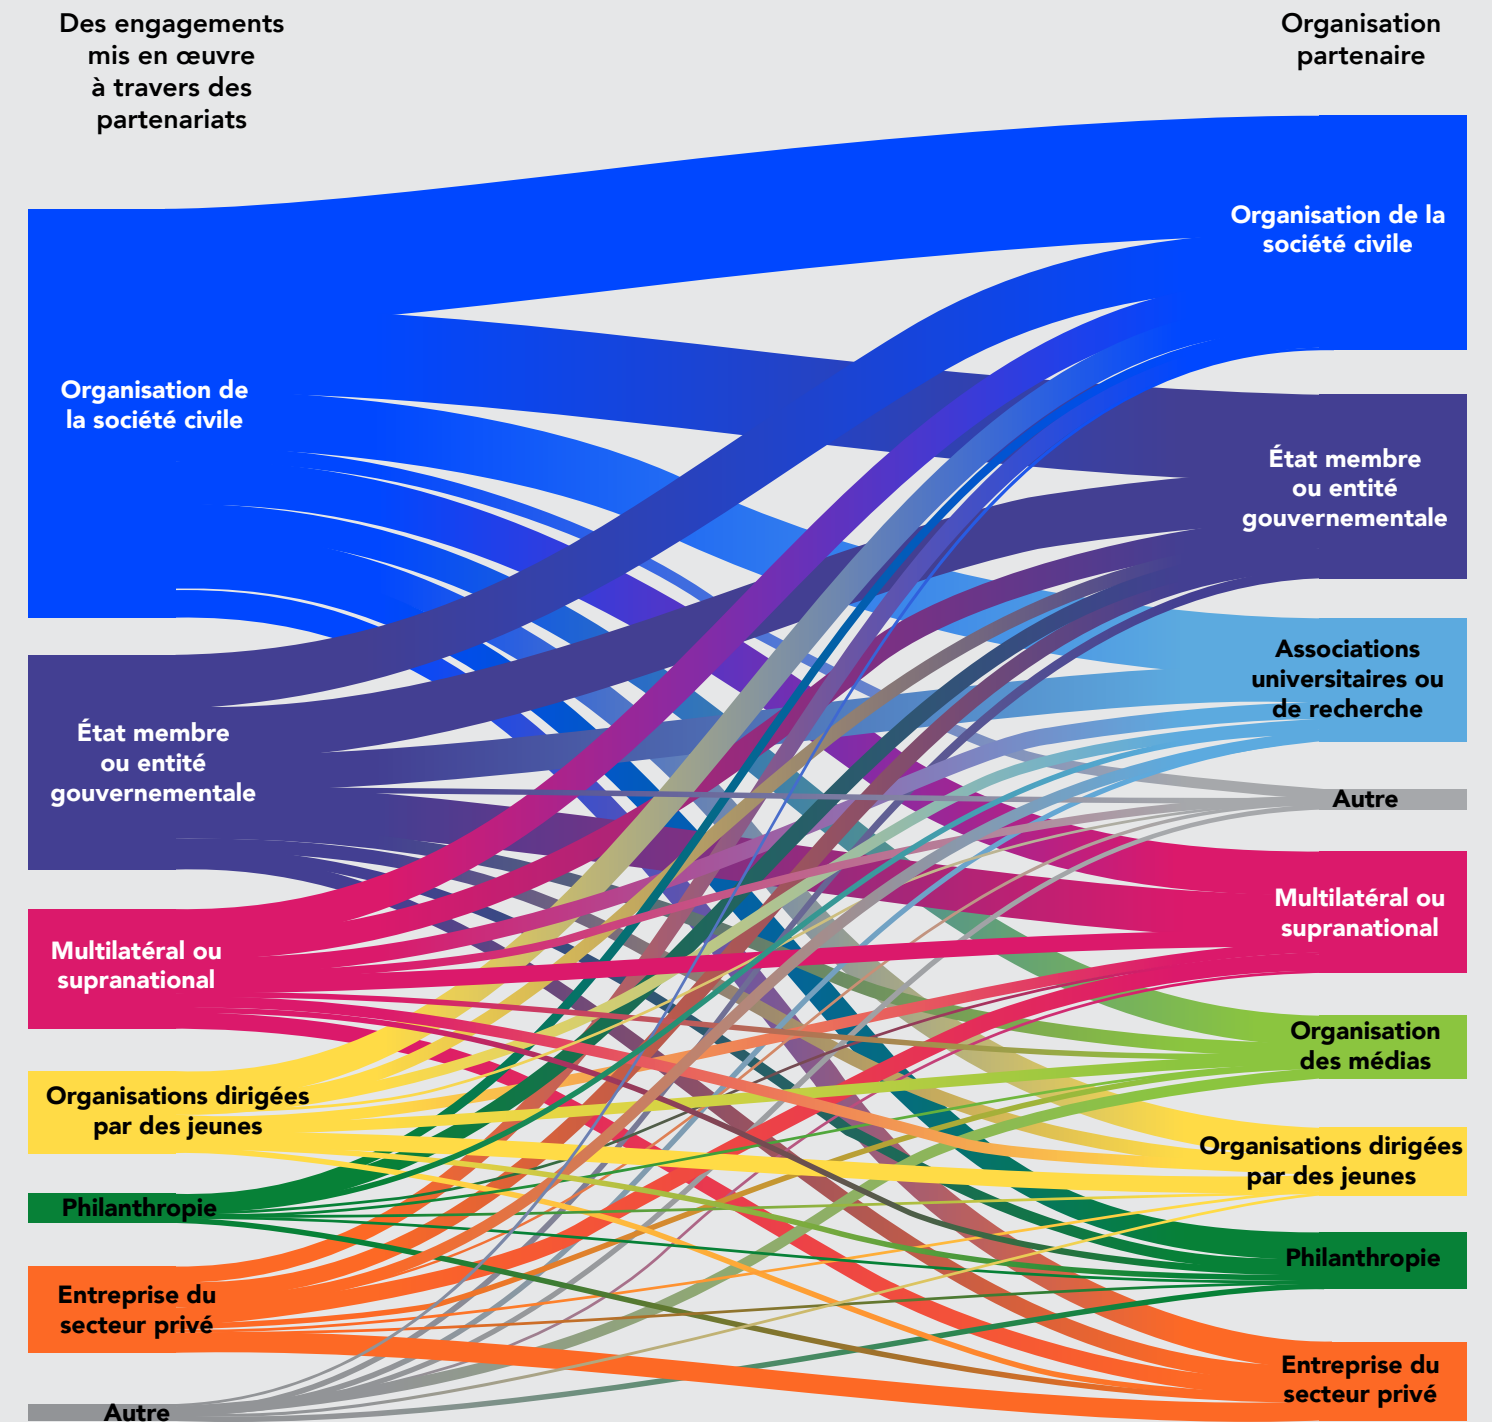 Des engagements
mis en œuvre
à travers des
partenariats
Organisation
partenaire
Organisation de
la société civile
État membre
ou entité
gouvernementale
Multilatéral ou
supranational
Organisations dirigées
par des jeunes
Philanthropie
Entreprise du
secteur privé
Autre
Organisation de la
société civile
État membre
ou entité
gouvernementale
Associations
universitaires ou
de recherche
Autre
Multilatéral ou
supranational
Organisation
des médias
Organisations dirigées
par des jeunes
Philanthropie
Entreprise du
secteur privé